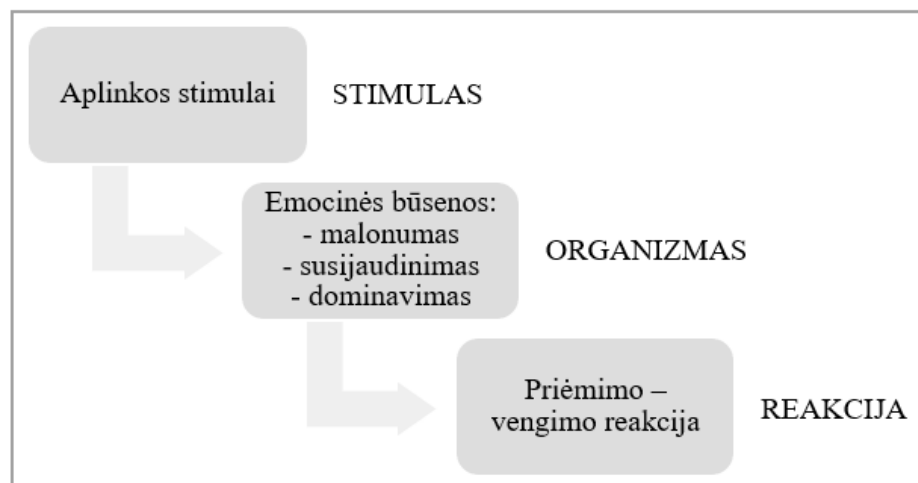 Aplinkos stimulai
STIMULAS
Emocinės būsenos:
- malonumas
- susijaudinimas
- dominavimas
ORGANIZMAS
Priėmimo –
vengimo reakcija
REAKCIJA